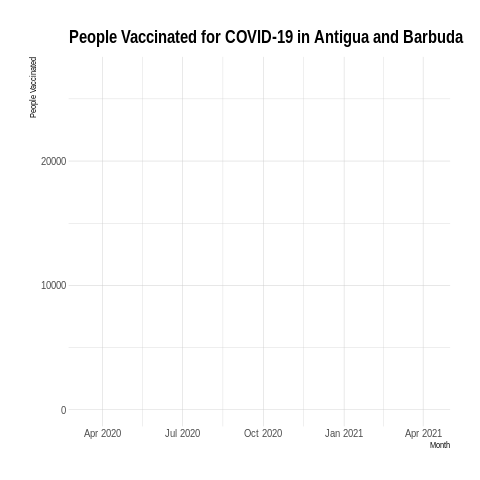 People Vaccinated for COVID-19 in Antigua and Barbuda
People Vaccinated
20000
10000
0
Apr 2020
Jul 2020
Oct 2020
Jan 2021
Apr 2021
Month